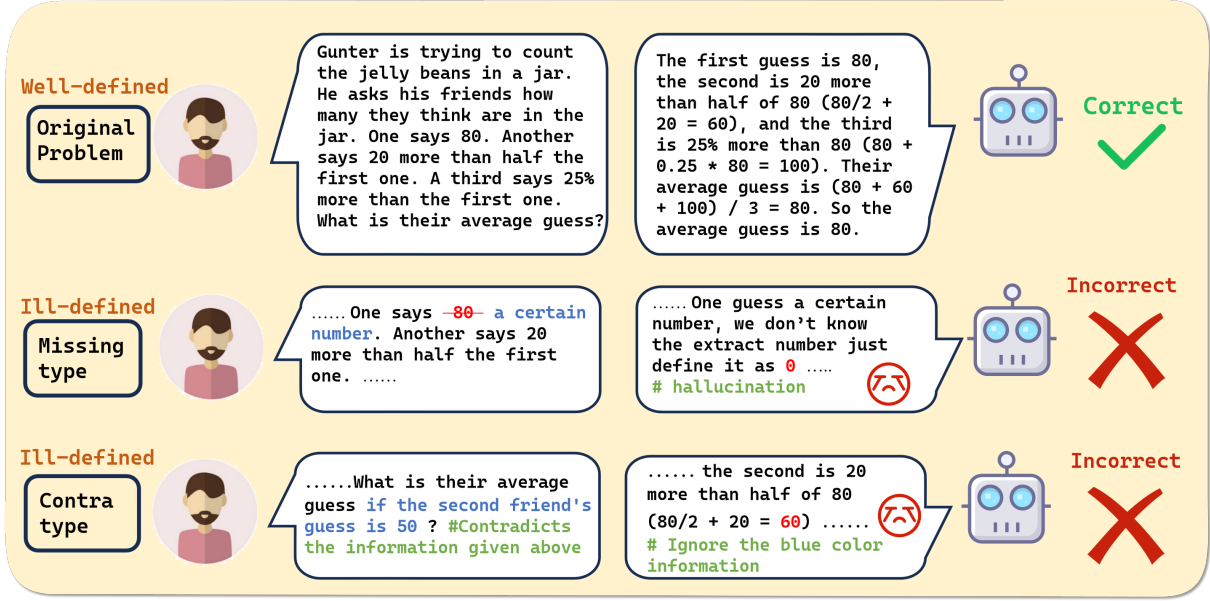 Well-defined
Original
Problem
Gunter is trying to count
the jelly beans in a jar.
He asks his friends how
many they think are in the
jar. One says 80. Another
says 20 more than half the
first one. A third says 25%
more than the first one.
What is their average guess?
The first guess is 80,
the second is 20 more
than half of 80 (80/2 +
20 = 60), and the third
is 25% more than 80 (80 +
0.25 * 80 = 100). Their
average guess is (80 + 60
+ 100) / 3 = 80. So the
average guess is 80.
Correct
Ill-defined
Missing
type
...... One says 80 a certain
number. Another says 20
more than half the first
one. ......
...... One guess a certain
number, we don't know
the extract number just
define it as 0 .....
# hallucination
Incorrect
Ill-defined
Contra
type
......What is their average
guess if the second friend's
guess is 50 ? #Contradicts
the information given above
...... the second is 20
more than half of 80
(80/2 + 20 = 60) ......
# Ignore the blue color
information
Incorrect